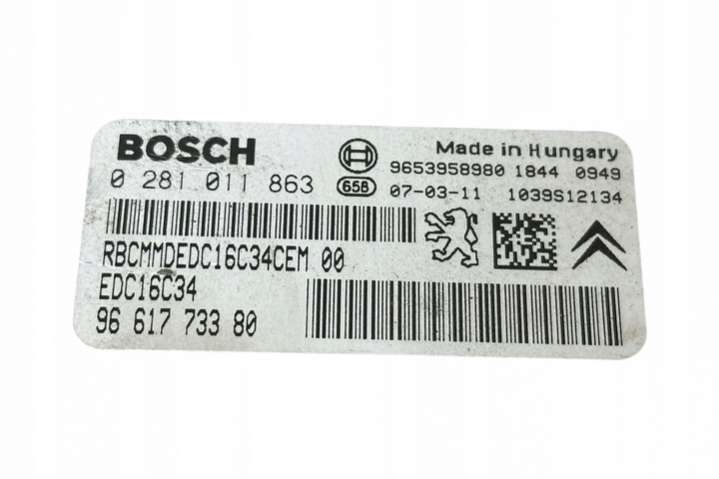 BOSCH
0 281 011 863
658
Made in Hungary
9653958980 1844 0949
07-03-11 1039S12134
RBCMMDEDC16C34CEM 00
EDC16C34
96 617 733 80